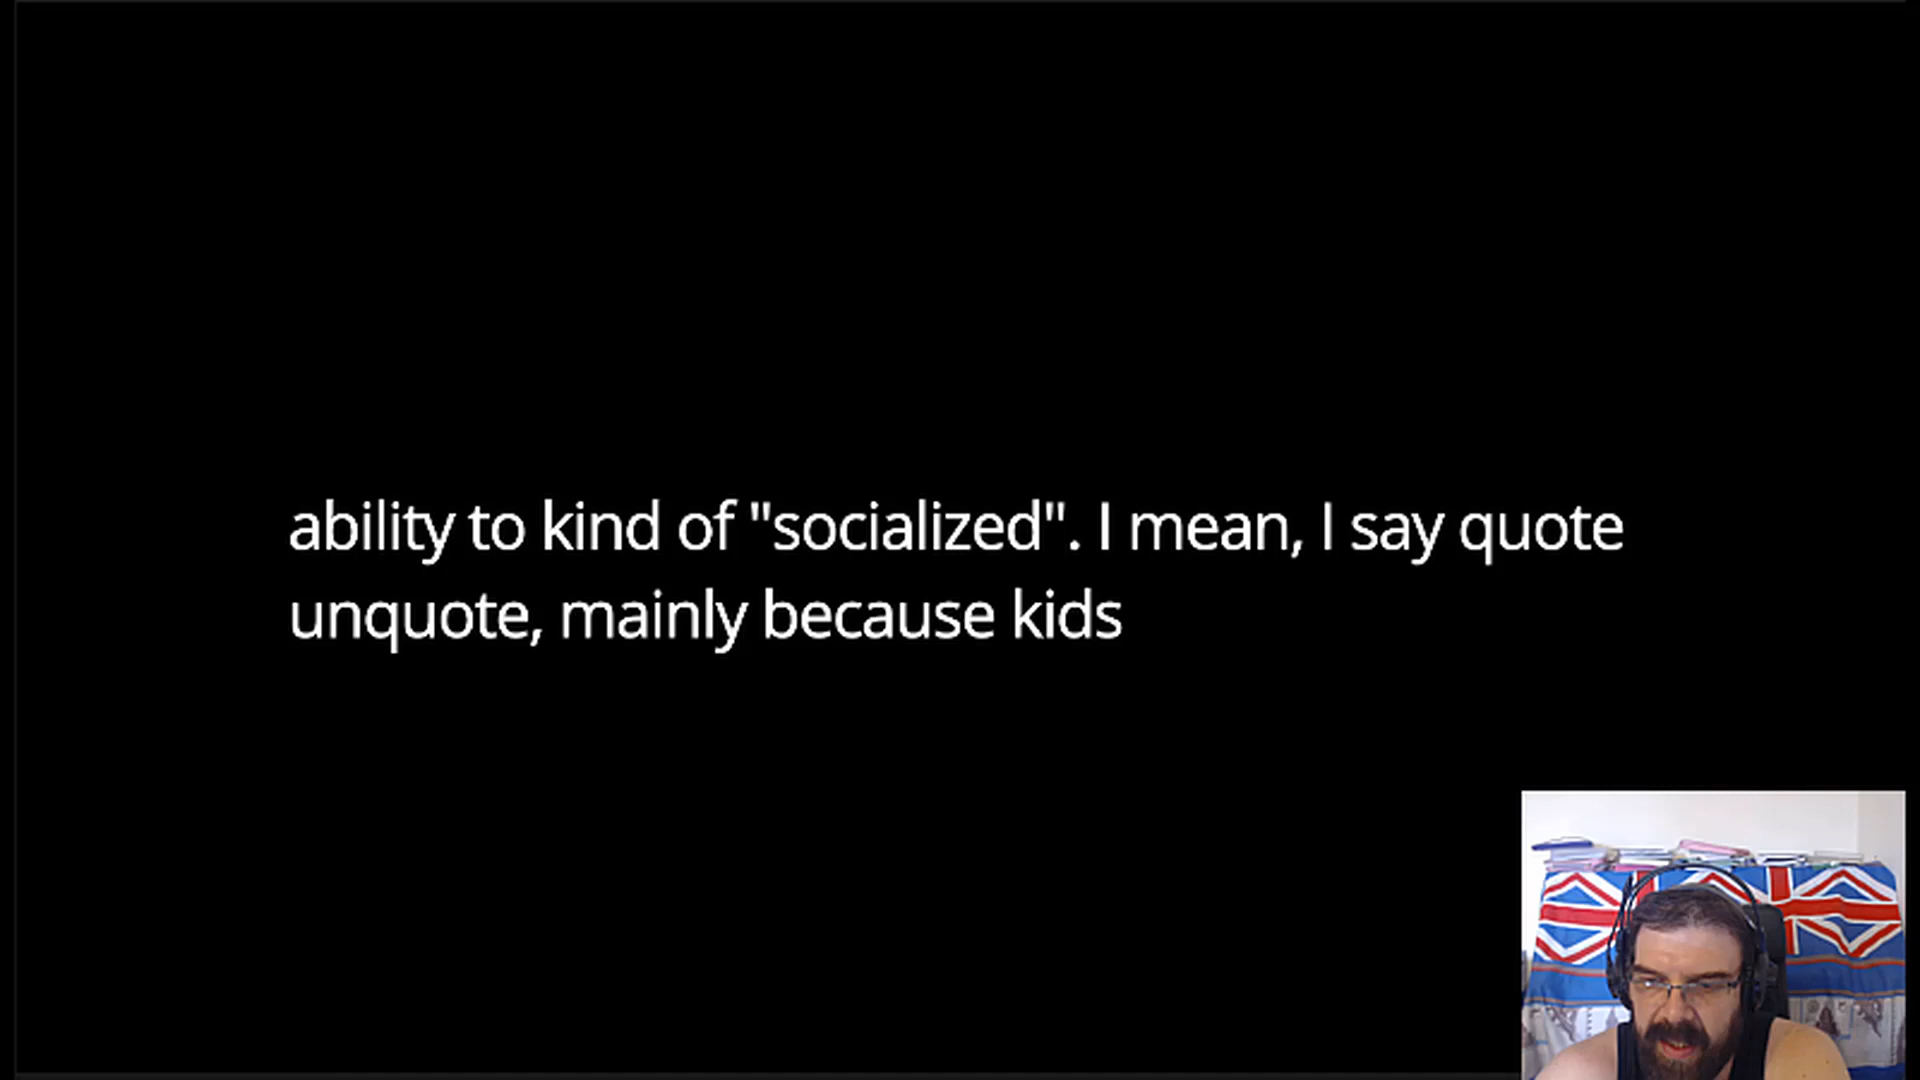 ability to kind of "socialized". I mean, I say quote
unquote, mainly because kids